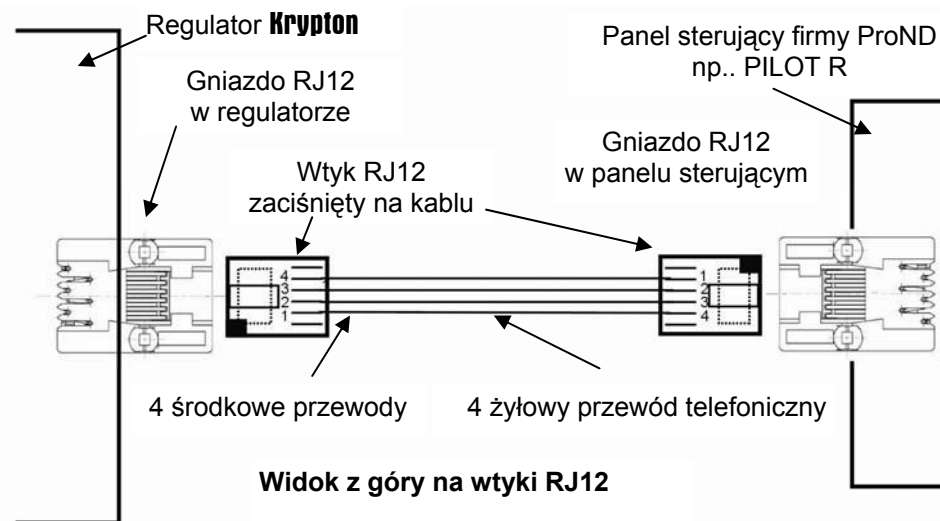 Regulator Krypton
Panel sterujący firmy ProND
np.. PILOT R
Gniazdo RJ12
w regulatorze
Gniazdo RJ12
w panelu sterującym
Wtyk RJ12
zaciśnięty na kablu
4
3
2
1
1
2
3
4
4 środkowe przewody
4 żyłowy przewód telefoniczny
Widok z góry na wtyki RJ12